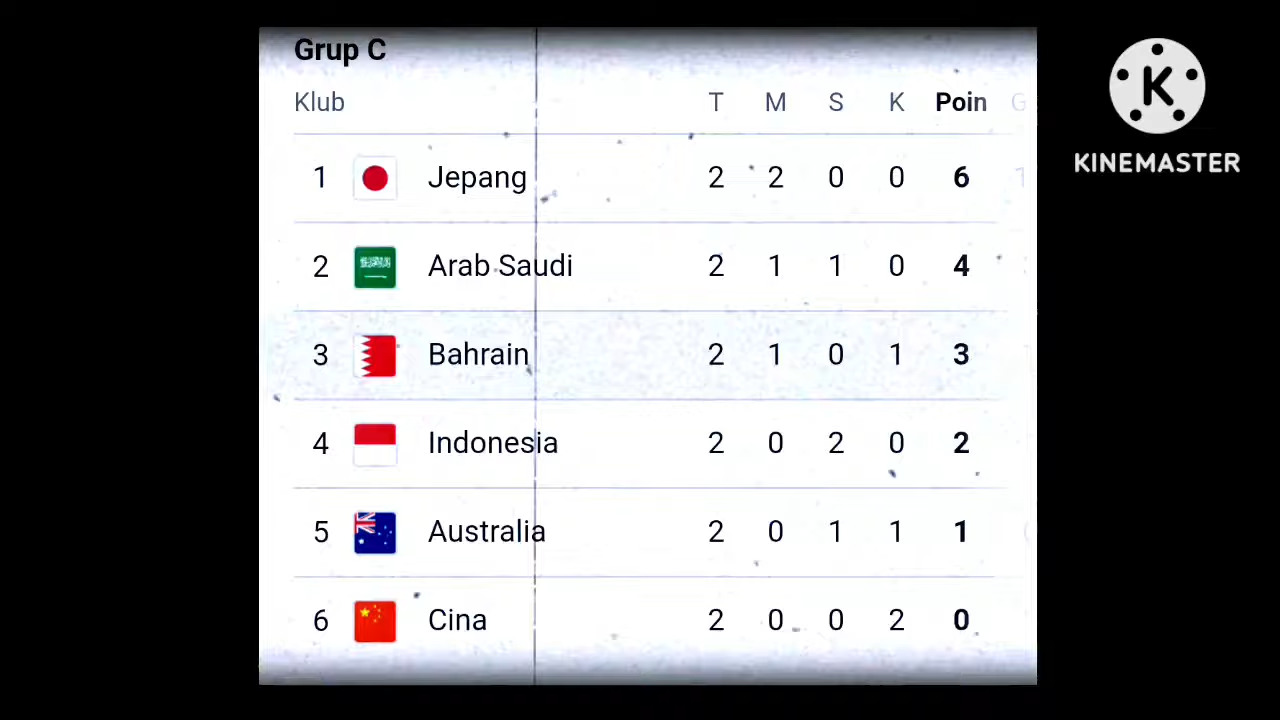 Grup C
Klub T M S K Poin G
1 Jepang 2 2 0 0 6 1
2 Arab Saudi 2 1 1 0 4
3 Bahrain 2 1 0 1 3
4 Indonesia 2 0 2 0 2
5 Australia 2 0 1 1 1
6 Cina 2 0 0 2 0
K
KINEMASTER